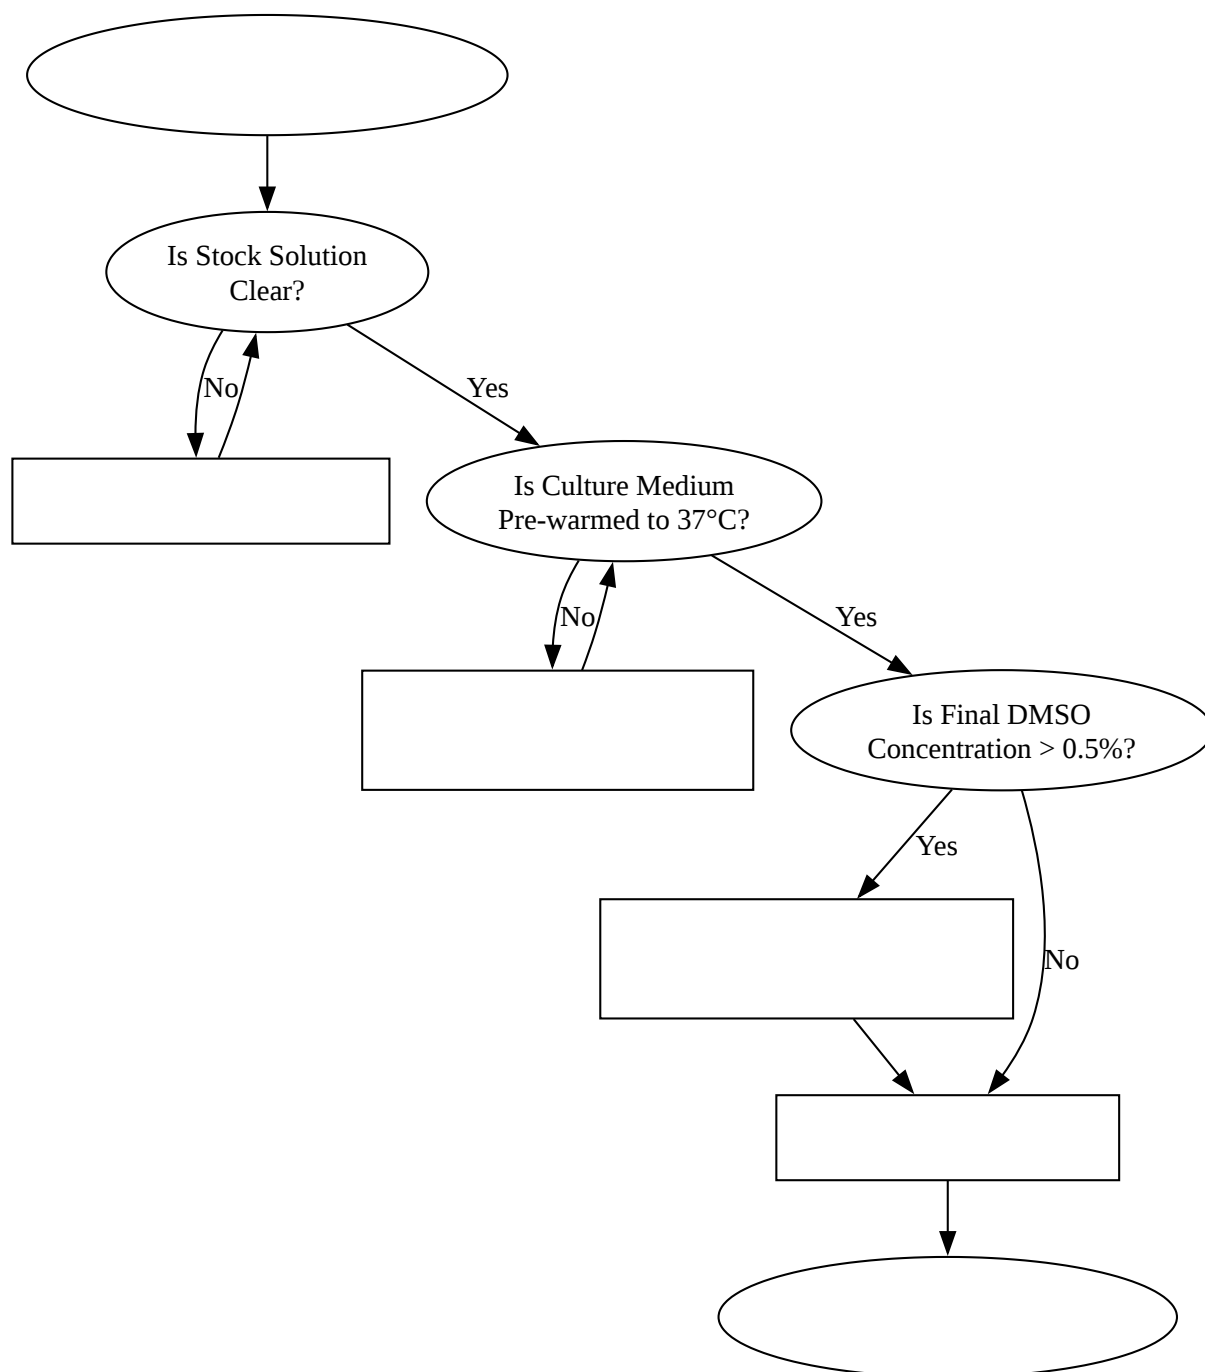 Is Stock Solution
Clear?
No
Yes
Is Culture Medium
Pre-warmed to 37°C?
No
Yes
Is Final DMSO
Concentration > 0.5%?
Yes
No